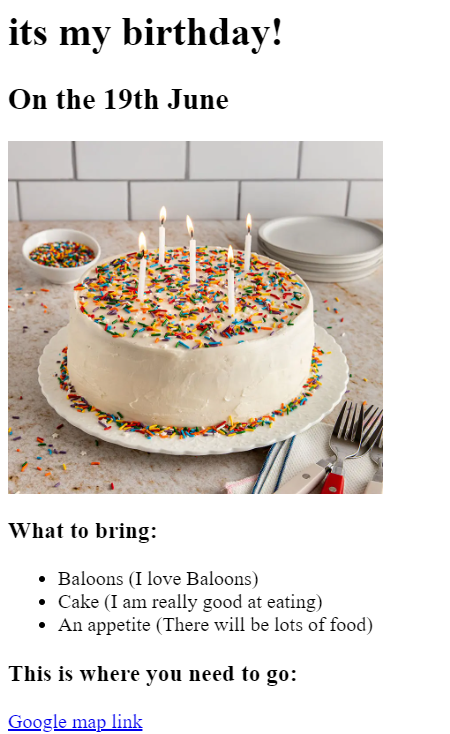 its my birthday!
On the 19th June
What to bring:
Baloons (I love Baloons)
Cake (I am really good at eating)
An appetite (There will be lots of food)
This is where you need to go:
Google map link